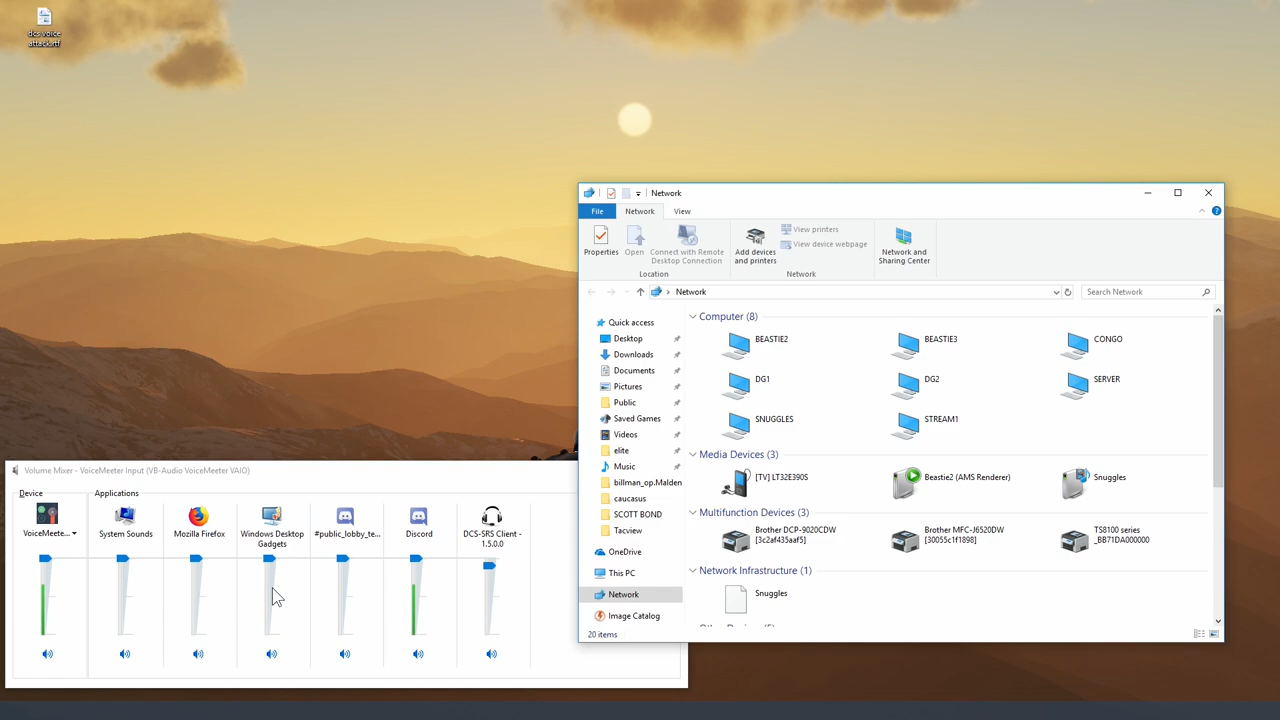 dcs voice
attack.rtf
Network
File
Network
View
Properties
Open
Connect with Remote
Desktop Connection
Add devices
and printers
View printers
View device webpage
Network and
Sharing Center
Location
Network
Network
Search Network
Quick access
Desktop
Downloads
Documents
Pictures
Public
Saved Games
Videos
elite
Music
billman_op.Malden
caucasus
SCOTT BOND
Tacview
OneDrive
This PC
Network
Image Catalog
Computer (8)
BEASTIE2
BEASTIE3
CONGO
DG1
DG2
SERVER
SNUGGLES
STREAM1
Media Devices (3)
[TV] LT32E390S
Beastie2 (AMS Renderer)
Snuggles
Multifunction Devices (3)
Brother DCP-9020CDW
[3c2af435aaf5]
Brother MFC-J6520DW
[30055c1f1898]
TS8100 series
_BB71DA000000
Network Infrastructure (1)
Snuggles
20 items
Volume Mixer - VoiceMeeter Input (VB-Audio VoiceMeeter VAIO)
Device
Applications
VoiceMeete...
System Sounds
Mozilla Firefox
Windows Desktop
Gadgets
#public_lobby_te...
Discord
DCS-SRS Client -
1.5.0.0